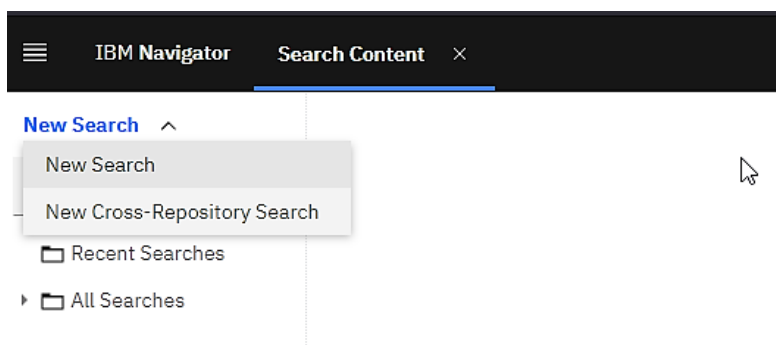 IBM Navigator Search Content
New Search
New Search
New Cross-Repository Search
Recent Searches
All Searches